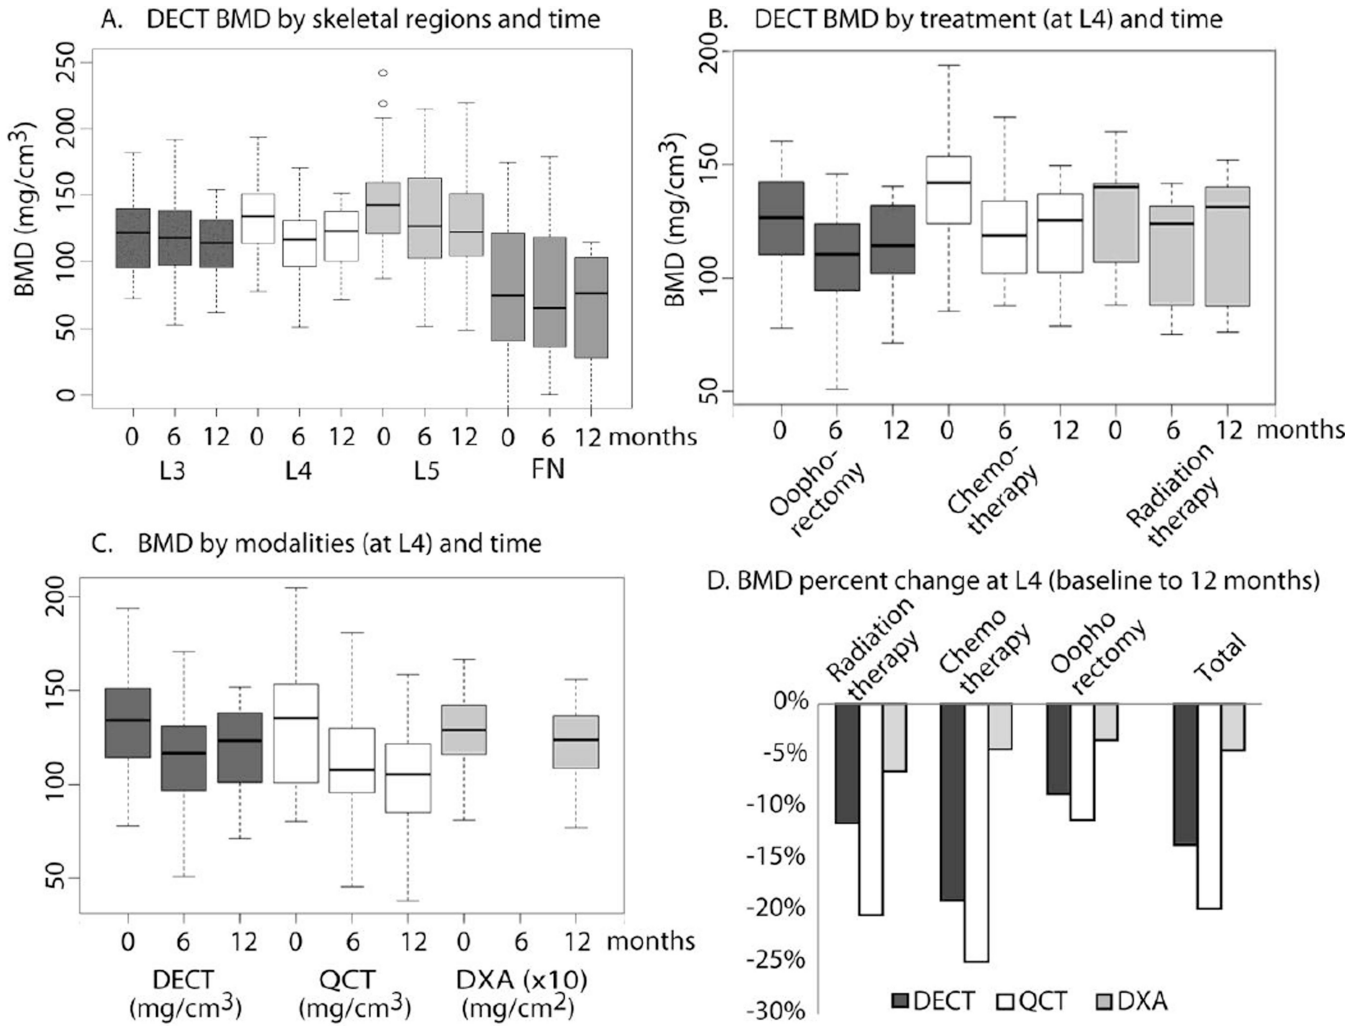 A. DECT BMD by skeletal regions and time
BMD (mg/cm3)
250
200
150
100
50
0
0 6 12 0 6 12 0 6 12 0 6 12 months
L3 L4 L5 FN
B. DECT BMD by treatment (at L4) and time
BMD (mg/cm3)
200
150
100
50
0 6 12 0 6 12 0 6 12 months
Oopho-
rectomy
Chemo-
therapy
Radiation
therapy
C. BMD by modalities (at L4) and time
200
150
100
50
0 6 12 0 6 12 0 6 12 months
DECT QCT DXA (x10)
(mg/cm3) (mg/cm3) (mg/cm2)
D. BMD percent change at L4 (baseline to 12 months)
Radiation
therapy
Chemo
therapy
Oopho
rectomy
Total
0%
-5%
-10%
-15%
-20%
-25%
-30%
DECT QCT DXA